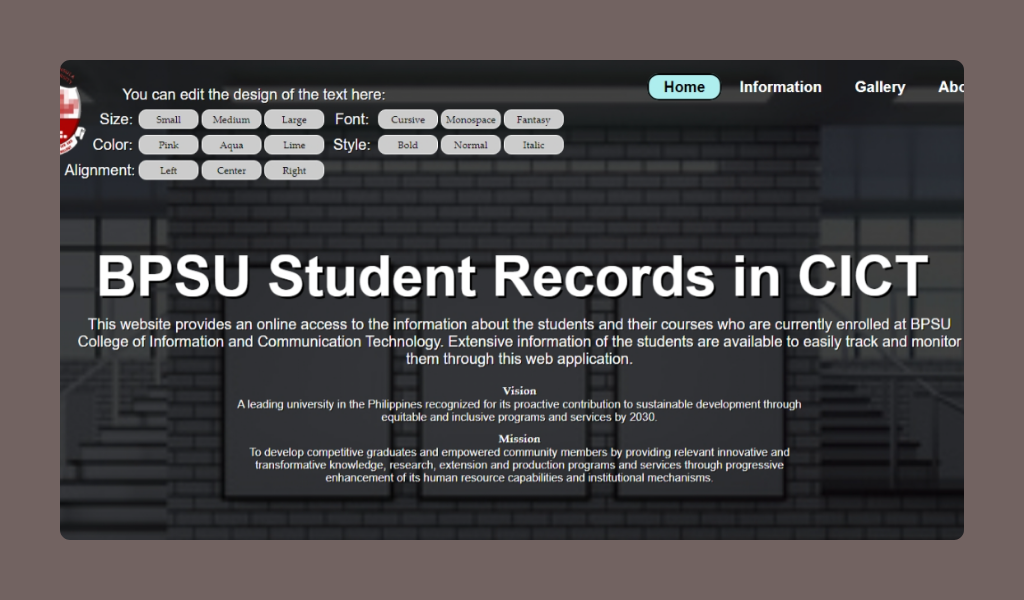 Home Information Gallery Abo
You can edit the design of the text here:
Size: Small Medium Large Font: Cursive Monospace Fantasy
Color: Pink Aqua Lime Style: Bold Normal Italic
Alignment: Left Center Right
BPSU Student Records in CICT
This website provides an online access to the information about the students and their courses who are currently enrolled at BPSU
College of Information and Communication Technology. Extensive information of the students are available to easily track and monitor
them through this web application.
Vision
A leading university in the Philippines recognized for its proactive contribution to sustainable development through
equitable and inclusive programs and services by 2030.
Mission
To develop competitive graduates and empowered community members by providing relevant innovative and
transformative knowledge, research, extension and production programs and services through progressive
enhancement of its human resource capabilities and institutional mechanisms.